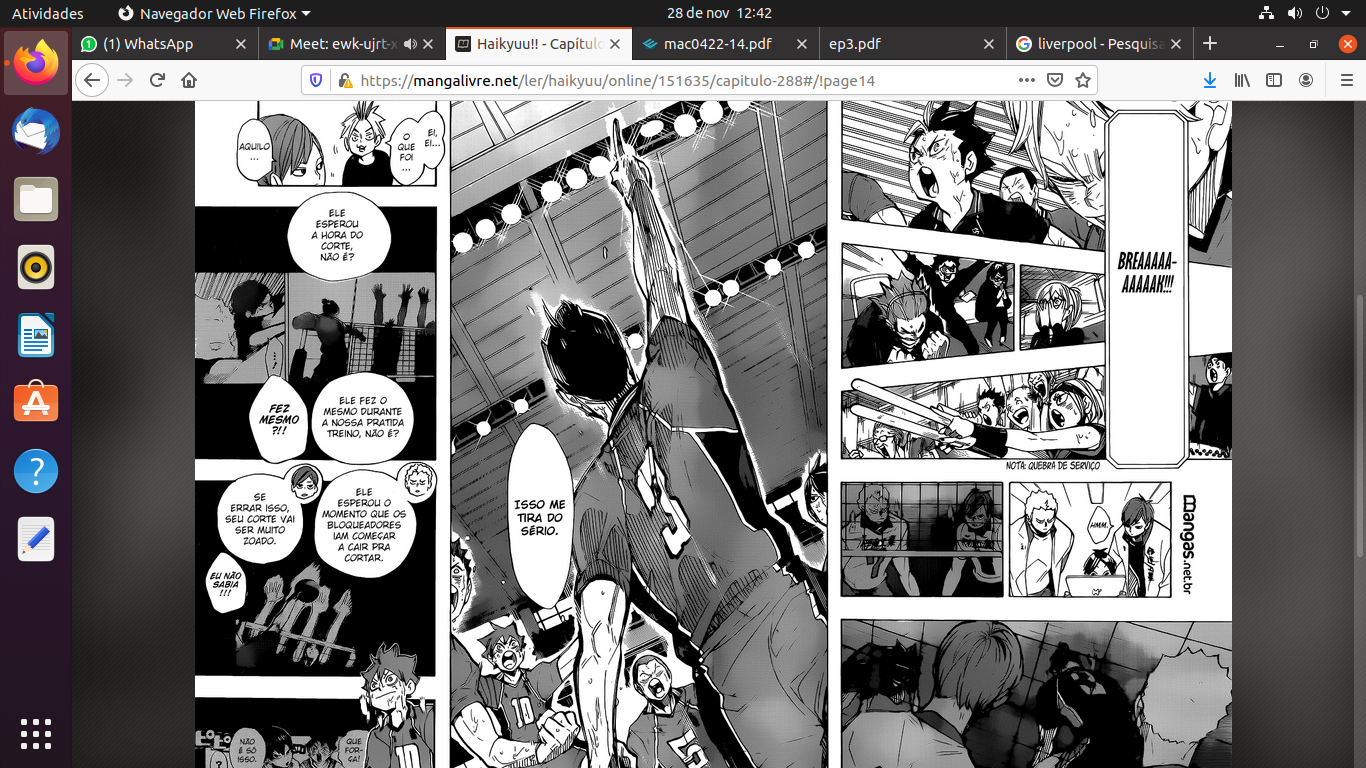 Atividades
Navegador Web Firefox
28 de nov 12:42
(1) WhatsApp
Meet: ewk-ujrt-x
Haikyuu!! - Capítulo
mac0422-14.pdf
ep3.pdf
liverpool - Pesquisa
https://mangalivre.net/ler/haikyuu/online/151635/capitulo-288#/!page14
BREAAAAA-
AAAAAK!!!
NOTA: QUEBRA DE SERVIÇO
HMM.
Mangas.net.br
ISSO ME
TIRA DO
SÉRIO.
10
5
EI,
EI...
O
QUE
FOI
...
AQUILO
...
ELE
ESPEROU
A HORA DO
CORTE,
NÃO É?
ELE FEZ O
MESMO DURANTE
A NOSSA PRATIDA
TREINO, NÃO É?
...
FEZ
MESMO
?!!
ELE
ESPEROU O
MOMENTO QUE OS
BLOQUEADORES
IAM COMEÇAR
A CAIR PRA
CORTAR.
SE
ERRAR ISSO,
SEU CORTE VAI
SER MUITO
ZOADO.
EU NÃO
SABIA
!!!
10
QUE
FOR-
ÇA!
NÃO
É SÓ
ISSO.
?